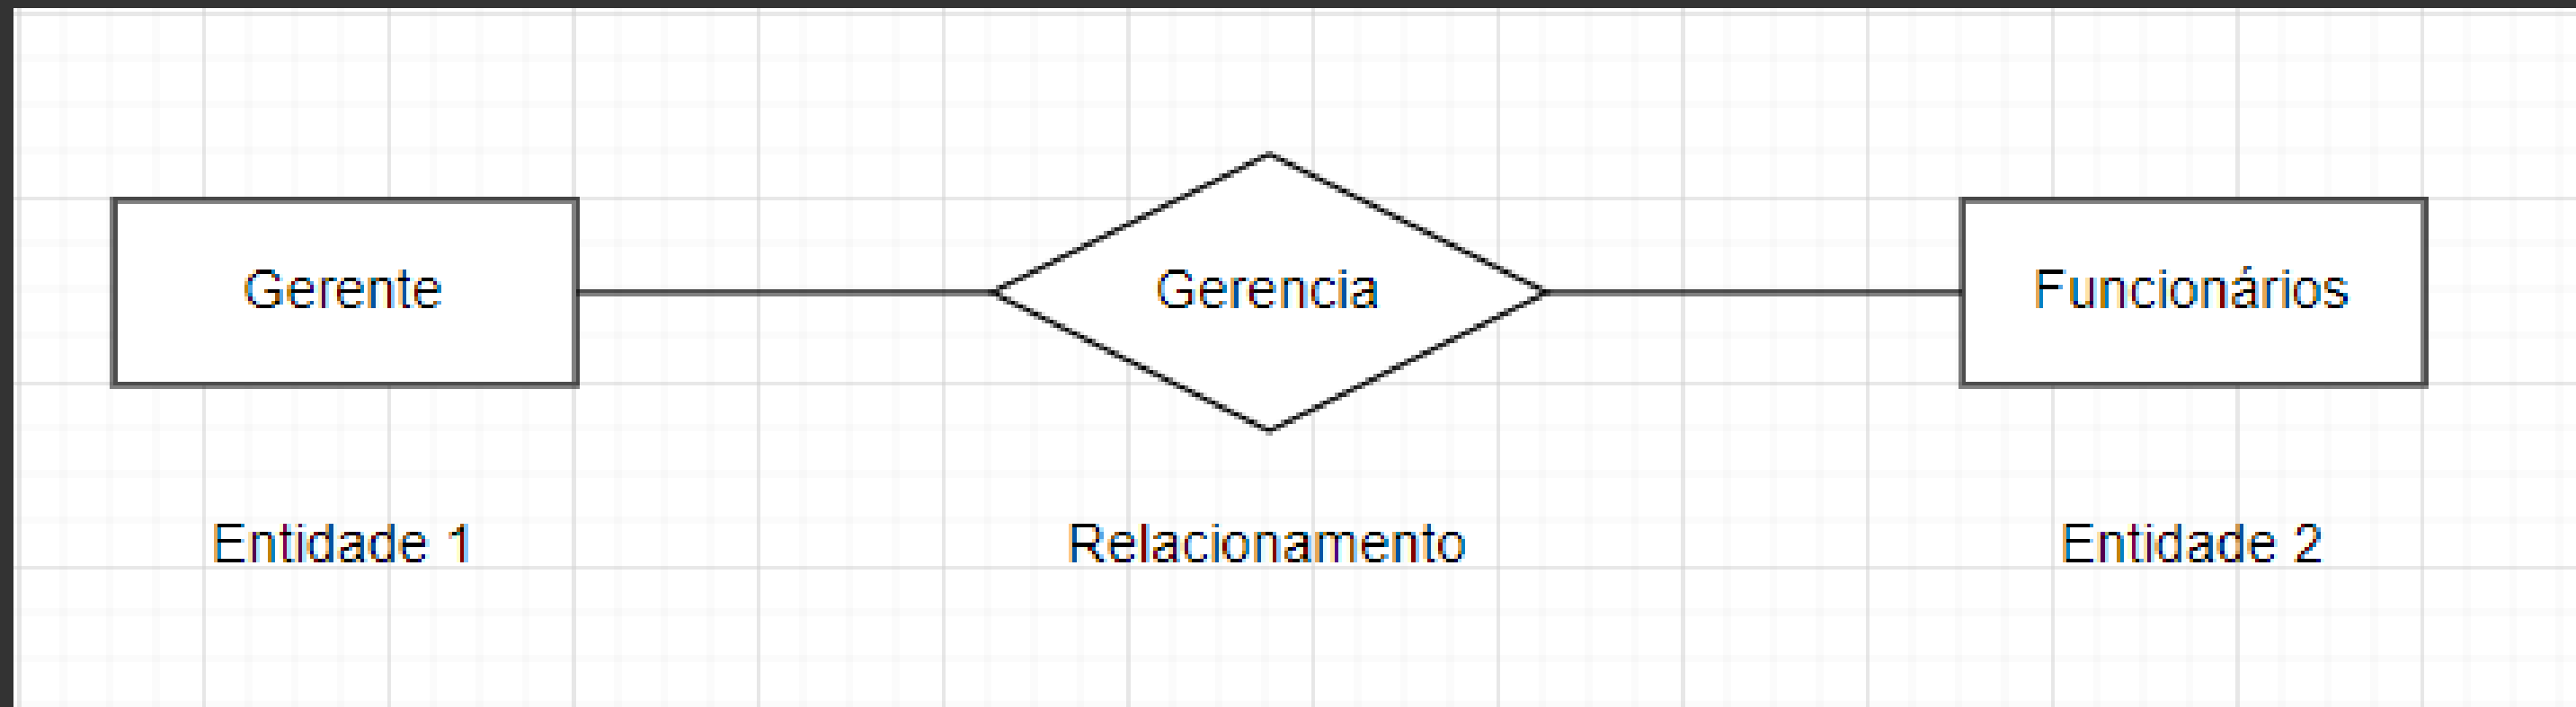 Gerente
Gerencia
Funcionários
Entidade 1
Relacionamento
Entidade 2